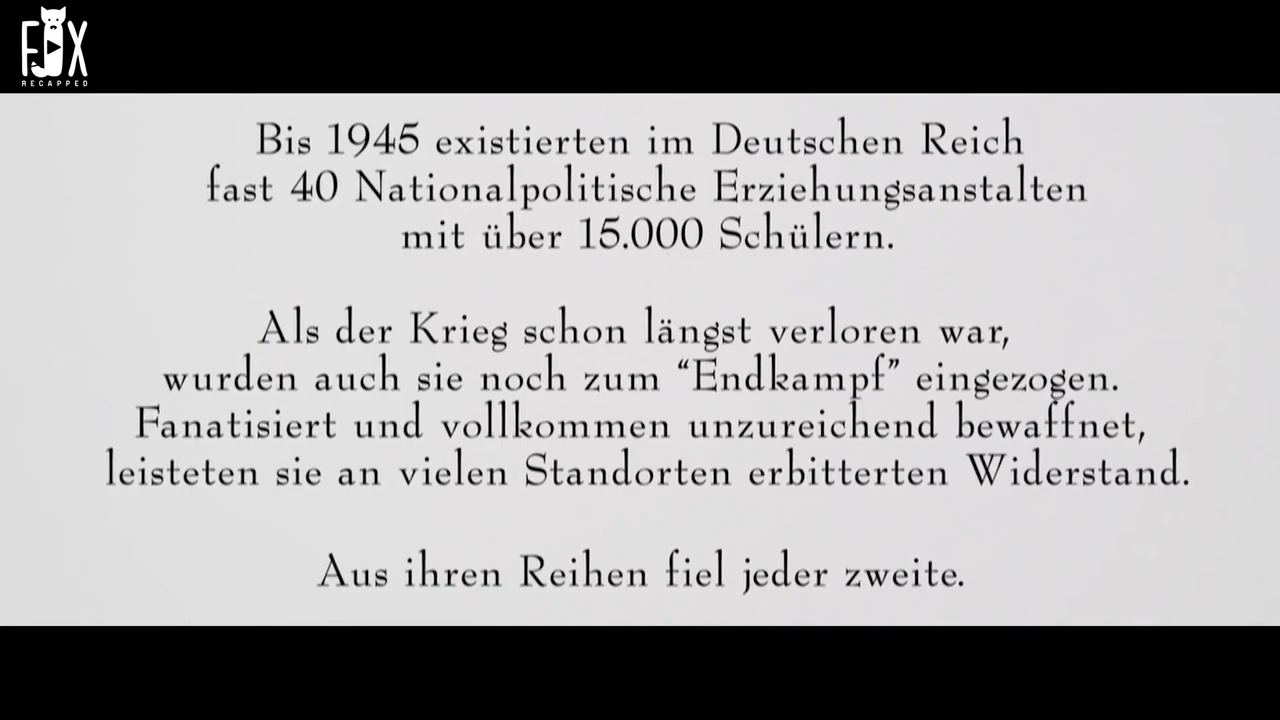 FOX
RECAPPED
Bis 1945 existierten im Deutschen Reich
fast 40 Nationalpolitische Erziehungsanstalten
mit über 15.000 Schülern.
Als der Krieg schon längst verloren war,
wurden auch sie noch zum “Endkampf” eingezogen.
Fanatisiert und vollkommen unzureichend bewaffnet,
leisteten sie an vielen Standorten erbitterten Widerstand.
Aus ihren Reihen fiel jeder zweite.